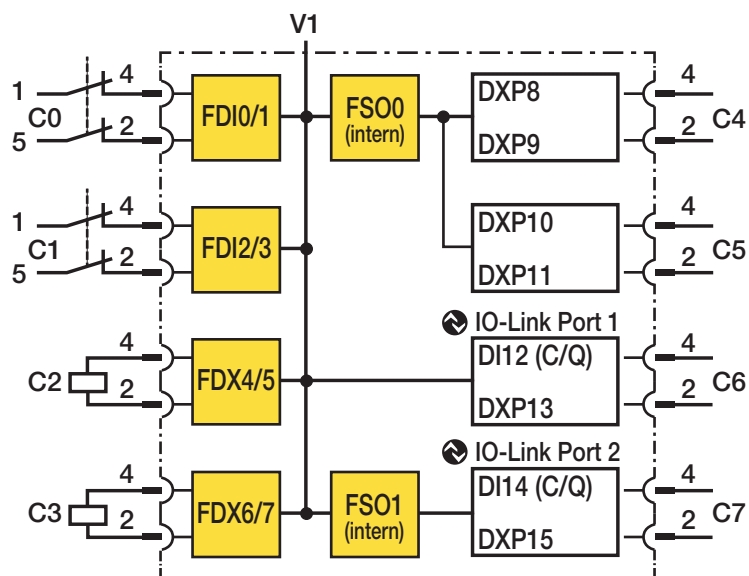 V1
1
C0
5
4
2
FDI0/1
FSO0
(intern)
DXP8
DXP9
4
2
C4
1
C1
5
4
2
FDI2/3
DXP10
DXP11
4
2
C5
IO-Link Port 1
C2
4
2
FDX4/5
DI12 (C/Q)
DXP13
4
2
C6
IO-Link Port 2
C3
4
2
FDX6/7
FSO1
(intern)
DI14 (C/Q)
DXP15
4
2
C7